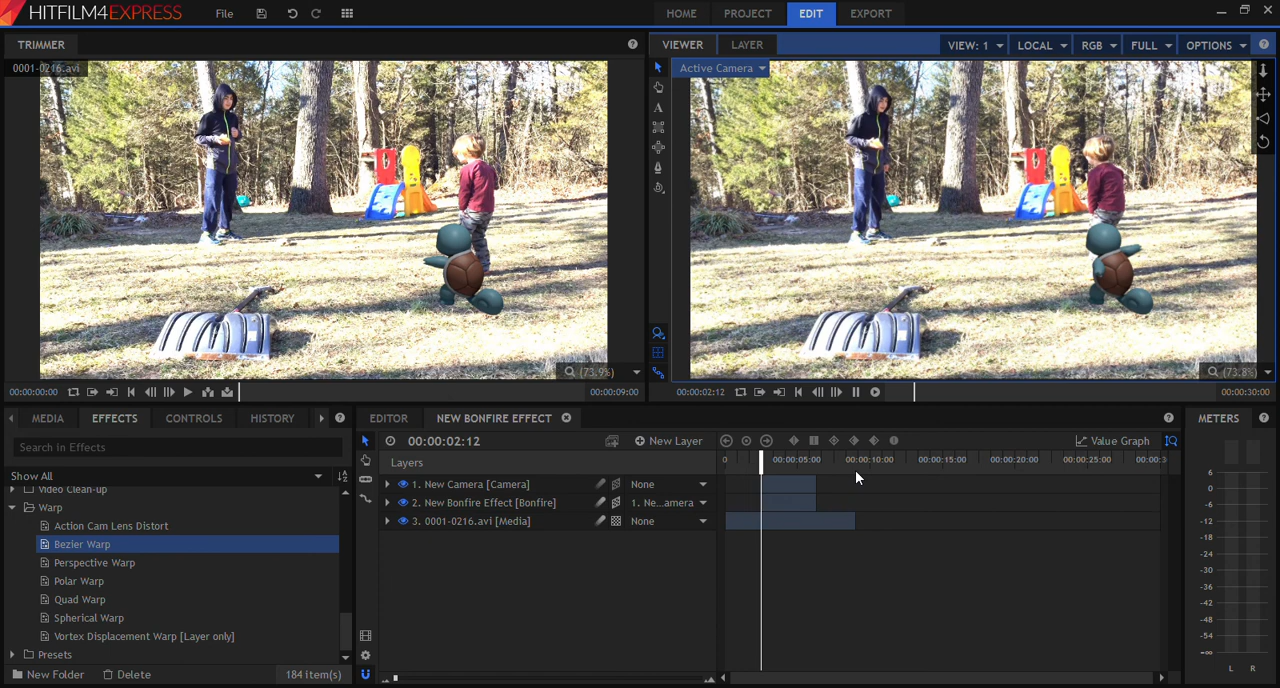 HITFILM4EXPRESS
File
HOME
PROJECT
EDIT
EXPORT
TRIMMER
VIEWER
LAYER
VIEW: 1
LOCAL
RGB
FULL
OPTIONS
0001-0216.avi
Active Camera
(73.9%)
(73.8%)
00:00:00:00
00:00:09:00
00:00:02:12
00:00:30:00
MEDIA
EFFECTS
CONTROLS
HISTORY
EDITOR
NEW BONFIRE EFFECT
METERS
Search in Effects
00:00:02:12
New Layer
Value Graph
Show All
Layers
0
00:00:05:00
00:00:10:00
00:00:15:00
00:00:20:00
00:00:25:00
00:00:3
Video Clean-up
Warp
Action Cam Lens Distort
Bezier Warp
Perspective Warp
Polar Warp
Quad Warp
Spherical Warp
Vortex Displacement Warp [Layer only]
Presets
1. New Camera [Camera]
None
2. New Bonfire Effect [Bonfire]
1. Ne...amera
3. 0001-0216.avi [Media]
None
6
0
-6
-12
-18
-24
-30
-36
-42
-48
-54
-∞
L R
New Folder
Delete
184 item(s)